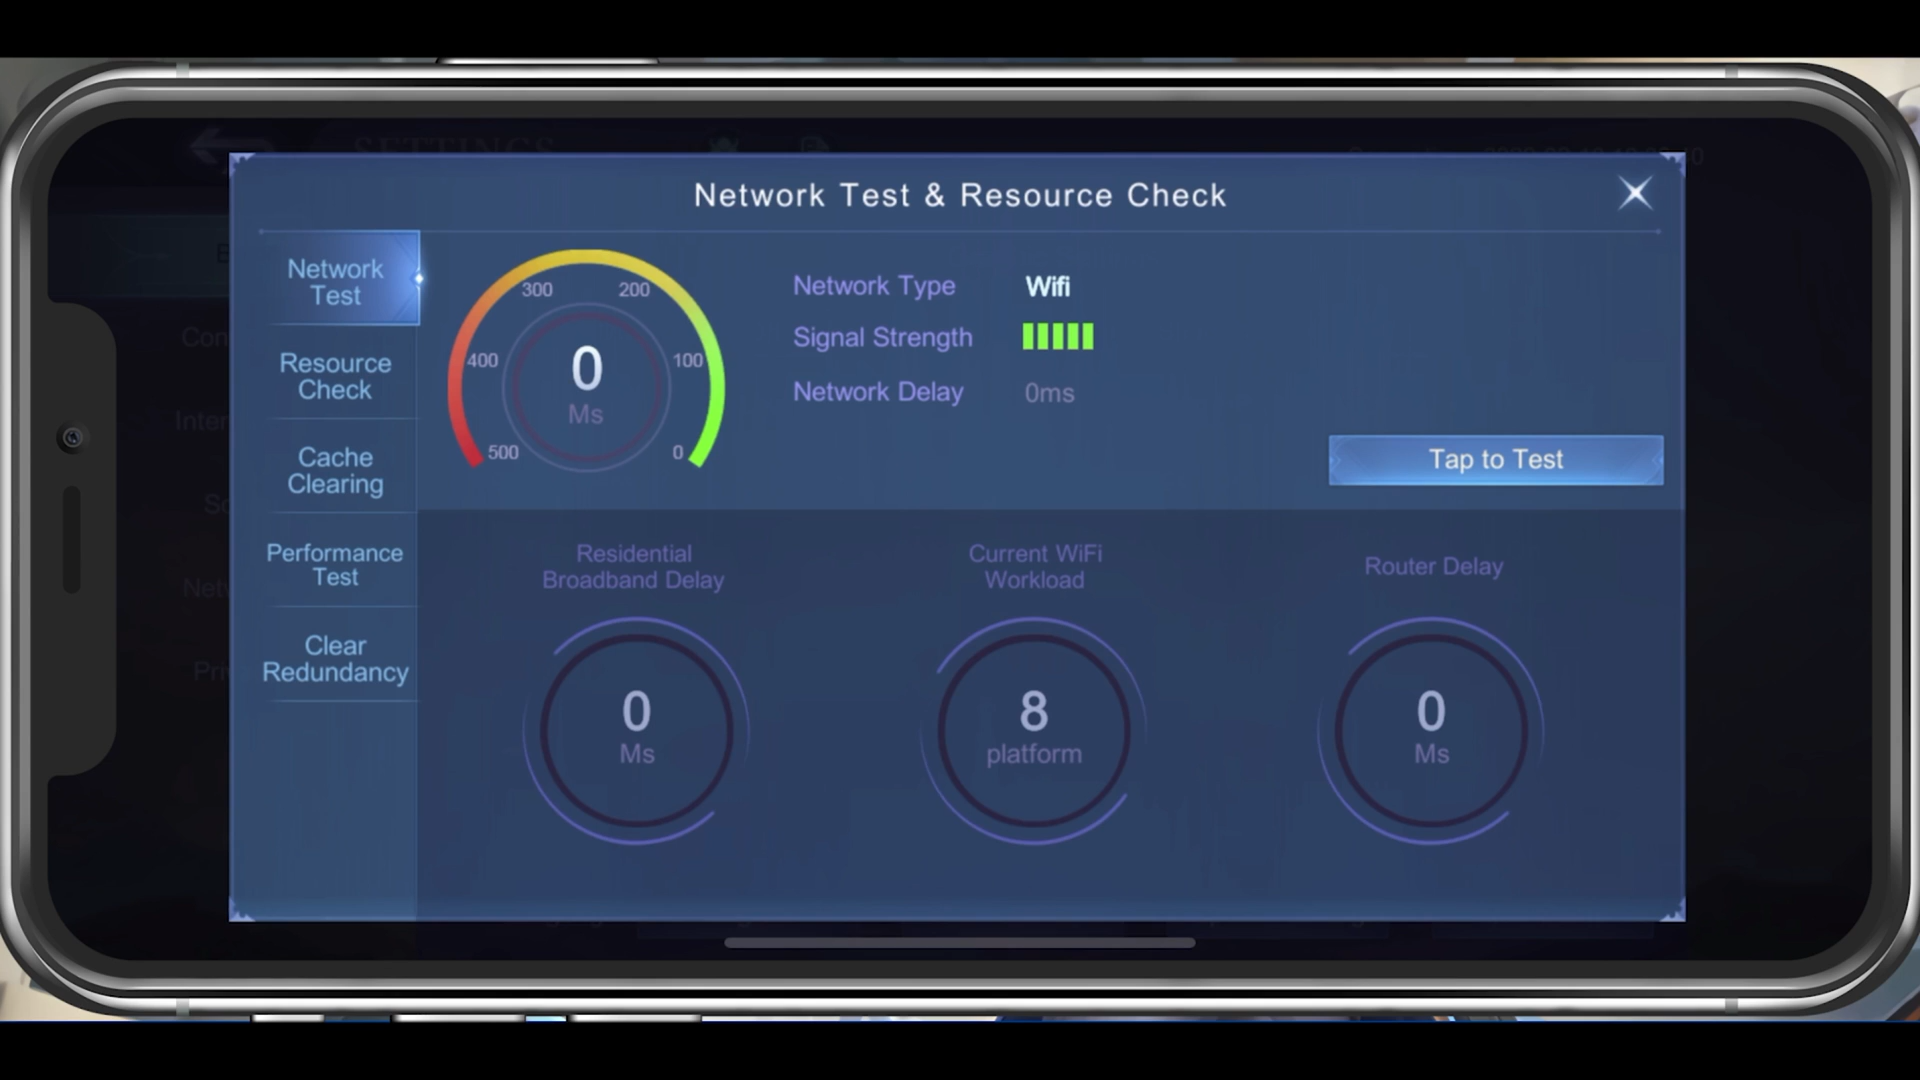 SETTINGS
Network Test & Resource Check
Network
Test
Resource
Check
Cache
Clearing
Performance
Test
Clear
Redundancy
300
200
400
100
500
0
0
Ms
Network Type
Wifi
Signal Strength
Network Delay
0ms
Tap to Test
Residential
Broadband Delay
0
Ms
Current WiFi
Workload
8
platform
Router Delay
0
Ms